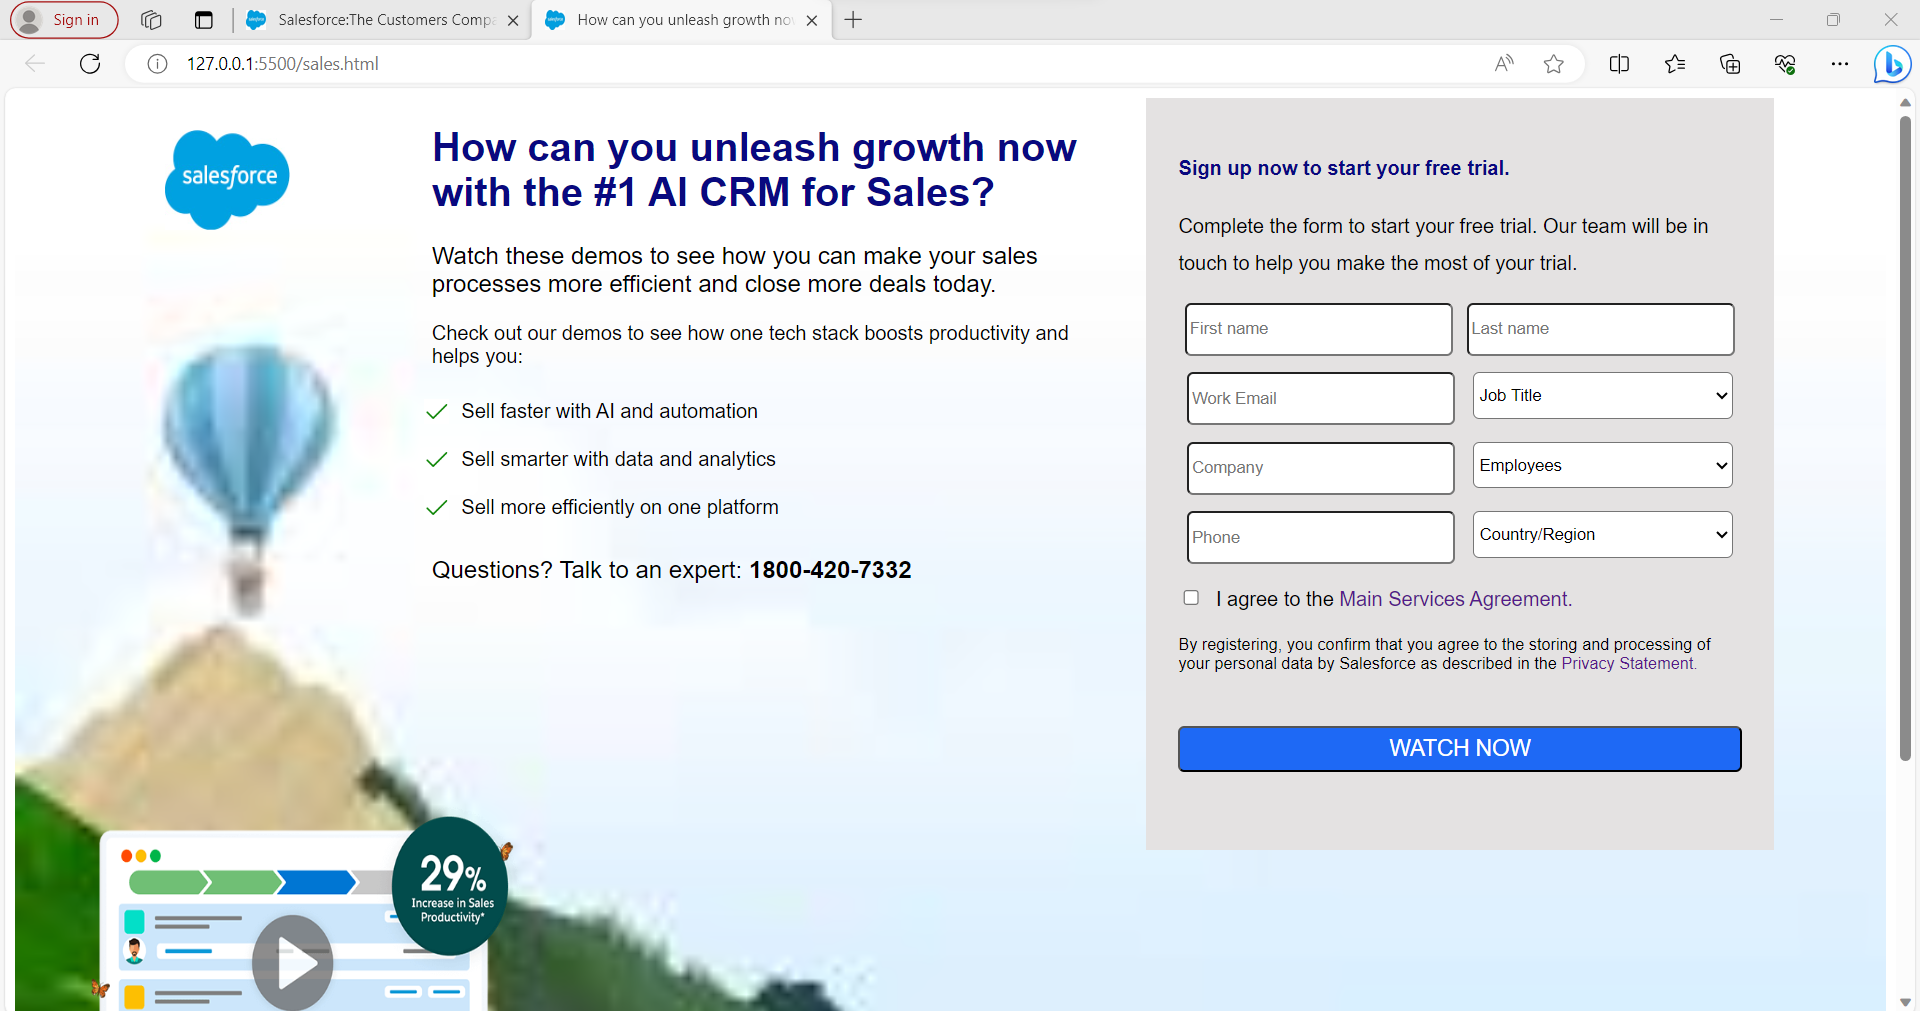 Sign in
Salesforce:The Customers Compa
How can you unleash growth no
127.0.0.1:5500/sales.html
salesforce
How can you unleash growth now
with the #1 AI CRM for Sales?
Watch these demos to see how you can make your sales
processes more efficient and close more deals today.
Check out our demos to see how one tech stack boosts productivity and
helps you:
Sell faster with AI and automation
Sell smarter with data and analytics
Sell more efficiently on one platform
Questions? Talk to an expert: 1800-420-7332
29%
Increase in Sales
Productivity*
Sign up now to start your free trial.
Complete the form to start your free trial. Our team will be in
touch to help you make the most of your trial.
First name Last name
Work Email Job Title
Company Employees
Phone Country/Region
I agree to the Main Services Agreement.
By registering, you confirm that you agree to the storing and processing of
your personal data by Salesforce as described in the Privacy Statement.
WATCH NOW